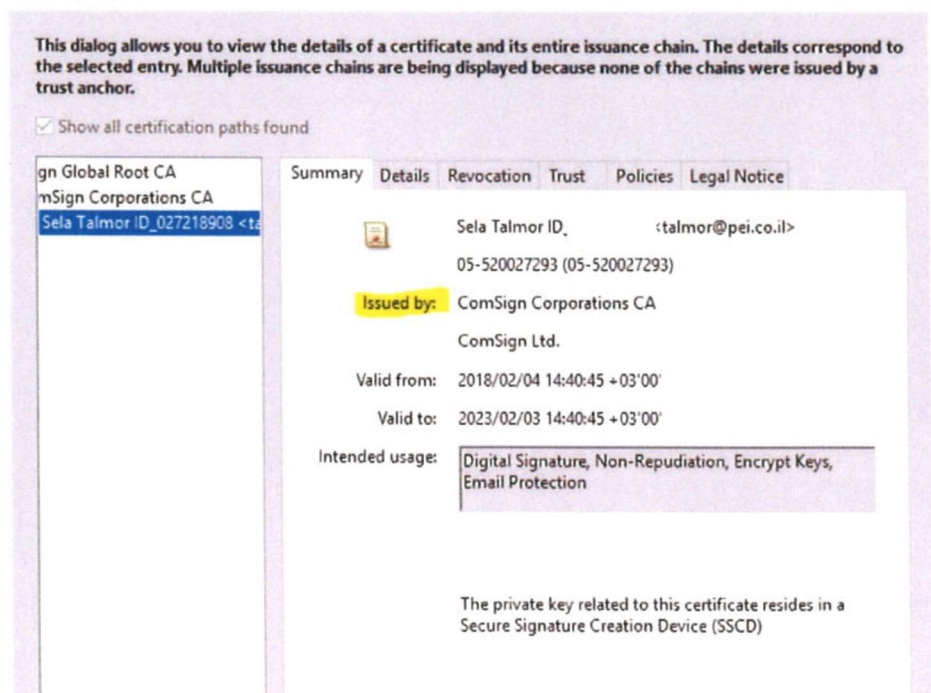 This dialog allows you to view the details of a certificate and its entire issuance chain. The details correspond to
the selected entry. Multiple issuance chains are being displayed because none of the chains were issued by a
trust anchor.
Show all certification paths found
gn Global Root CA
mSign Corporations CA
Sela Talmor ID_027218908 <ta
Summary Details Revocation Trust Policies Legal Notice
Sela Talmor ID_ <talmor@pei.co.il>
05-520027293 (05-520027293)
Issued by: ComSign Corporations CA
ComSign Ltd.
Valid from: 2018/02/04 14:40:45 +03'00'
Valid to: 2023/02/03 14:40:45 +03'00'
Intended usage: Digital Signature, Non-Repudiation, Encrypt Keys,
Email Protection
The private key related to this certificate resides in a
Secure Signature Creation Device (SSCD)